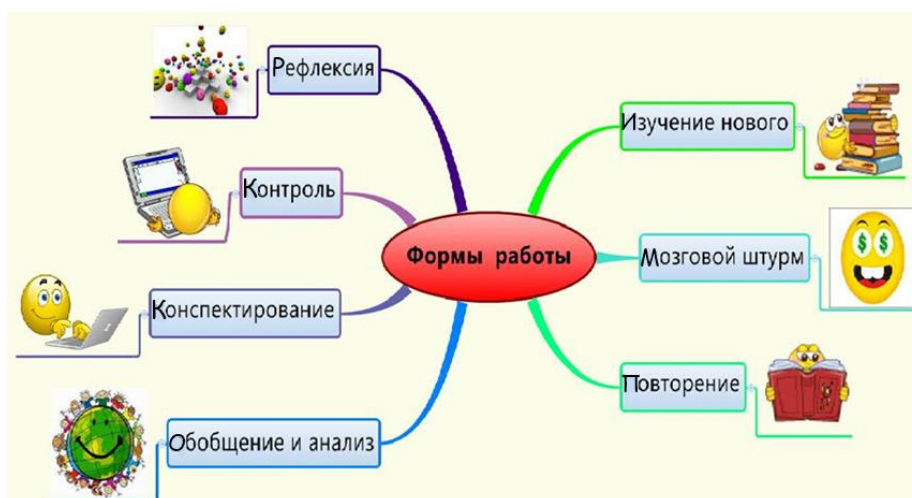 Рефлексия
Изучение нового
Контроль
Формы работы
Мозговой штурм
Конспектирование
Повторение
Обобщение и анализ